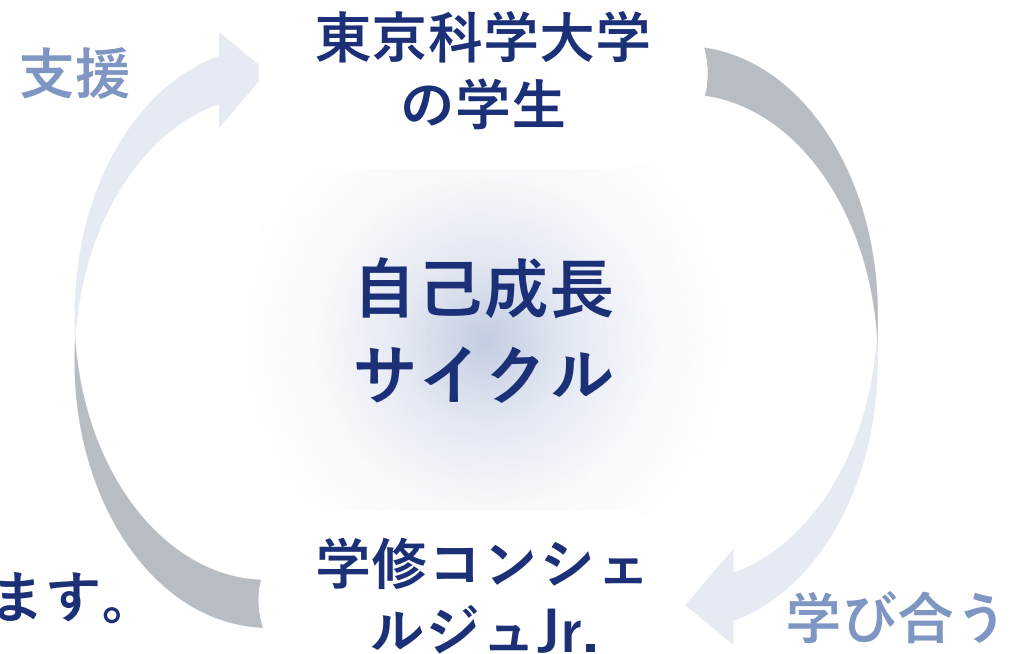 支援
東京科学大学
の学生
自己成長
サイクル
学修コンシェ
ルジュJr.
ます。
学び合う